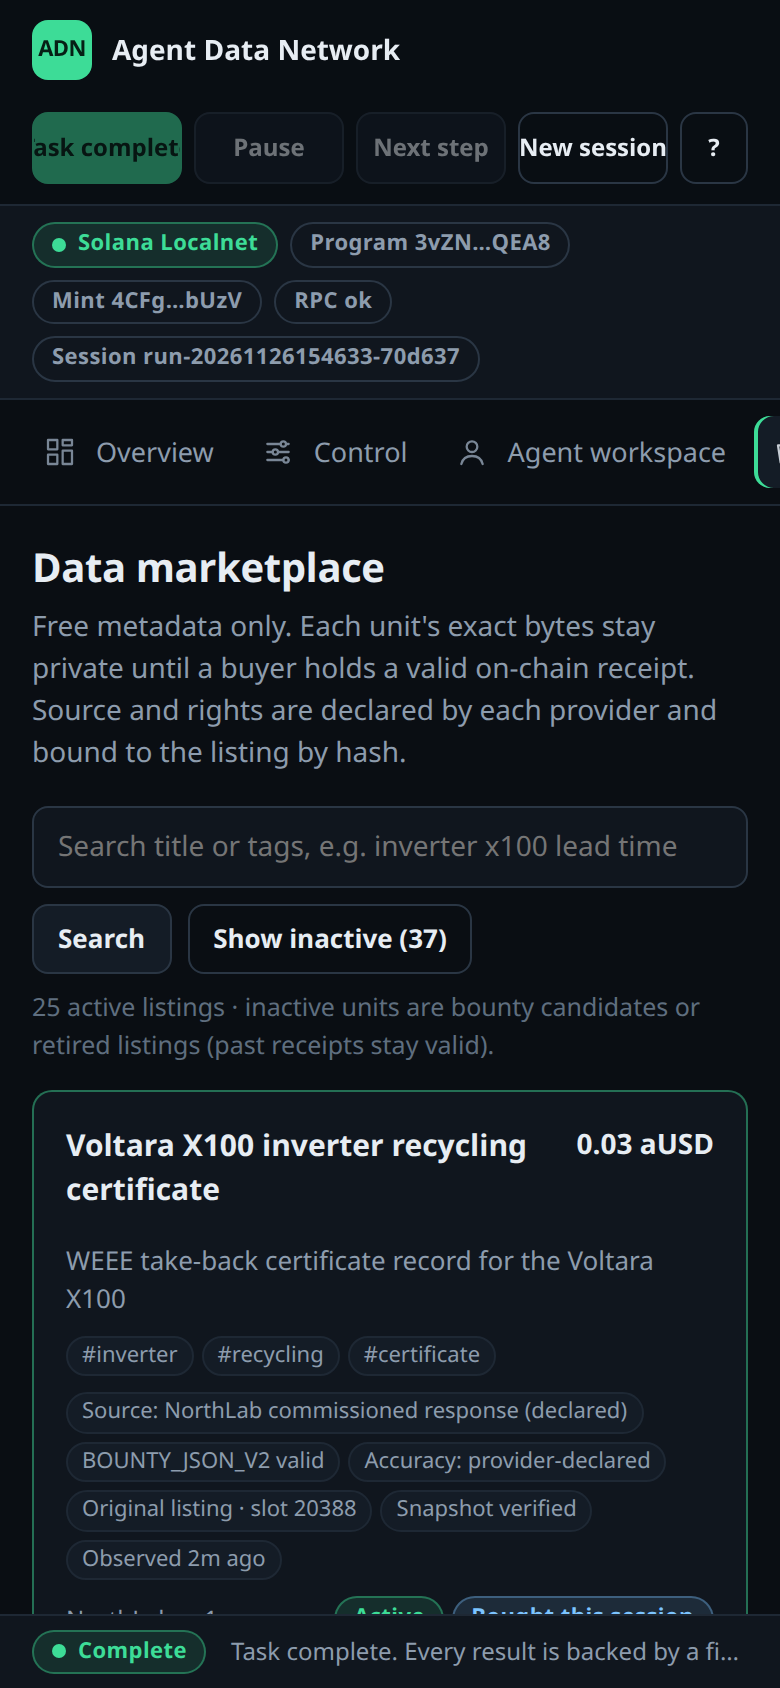 ADN
Agent Data Network
ask complet
Pause
Next step
New session
?
Solana Localnet
Program 3vZN…QEA8
Mint 4CFg…bUzV
RPC ok
Session run-20261126154633-70d637
Overview
Control
Agent workspace
Data marketplace
Free metadata only. Each unit's exact bytes stay
private until a buyer holds a valid on-chain receipt.
Source and rights are declared by each provider and
bound to the listing by hash.
Search title or tags, e.g. inverter x100 lead time
Search
Show inactive (37)
25 active listings · inactive units are bounty candidates or
retired listings (past receipts stay valid).
Voltara X100 inverter recycling
certificate
0.03 aUSD
WEEE take-back certificate record for the Voltara
X100
#inverter
#recycling
#certificate
Source: NorthLab commissioned response (declared)
BOUNTY_JSON_V2 valid
Accuracy: provider-declared
Original listing · slot 20388
Snapshot verified
Observed 2m ago
Active
Bought this session
Complete
Task complete. Every result is backed by a fi…